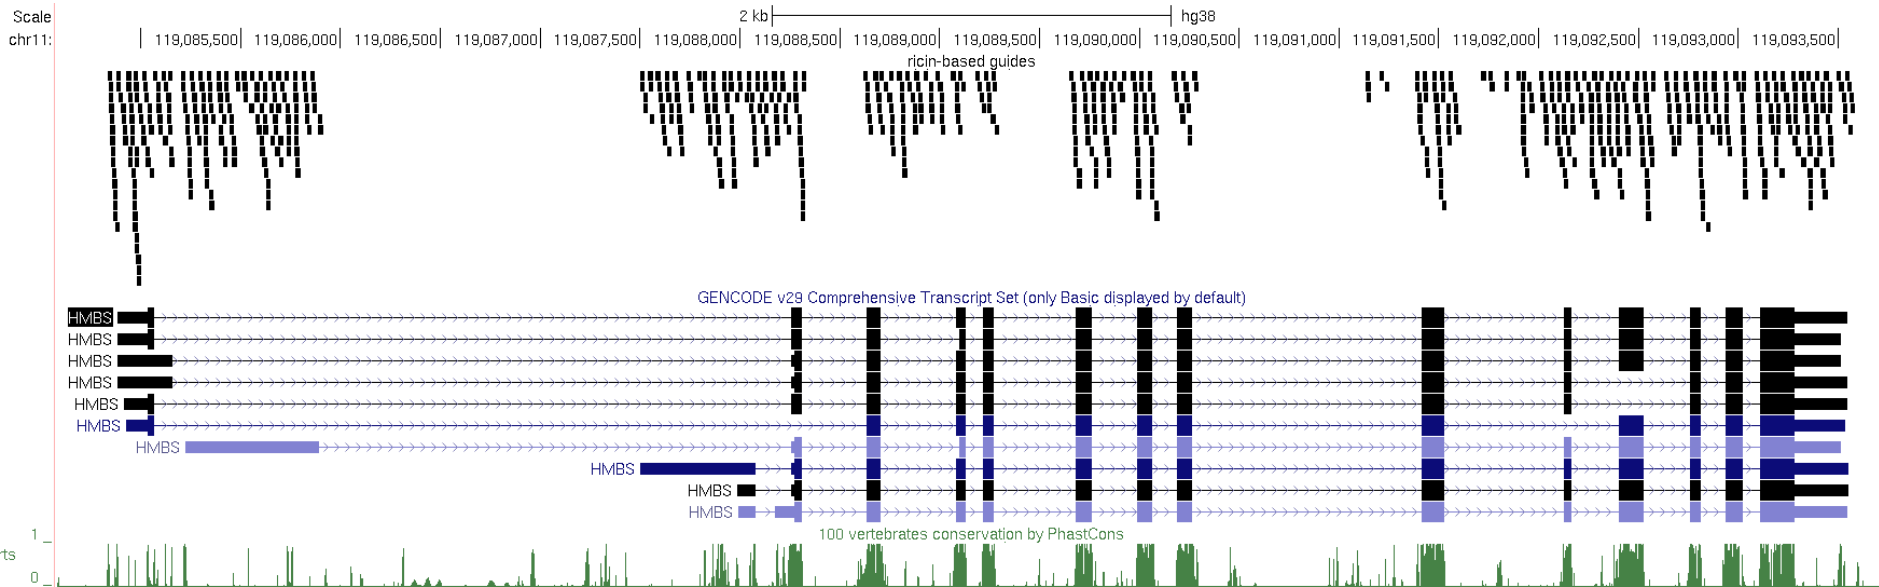 Scale 2 kb hg38
chr11: 119,085,500 119,086,000 119,086,500 119,087,000 119,087,500 119,088,000 119,088,500 119,089,000 119,089,500 119,090,000 119,090,500 119,091,000 119,091,500 119,092,000 119,092,500 119,093,000 119,093,500
ricin-based guides
GENCODE v29 Comprehensive Transcript Set (only Basic displayed by default)
HMBS
HMBS
HMBS
HMBS
HMBS
HMBS
HMBS
HMBS
HMBS
HMBS
100 vertebrates conservation by PhastCons
1
rts
0